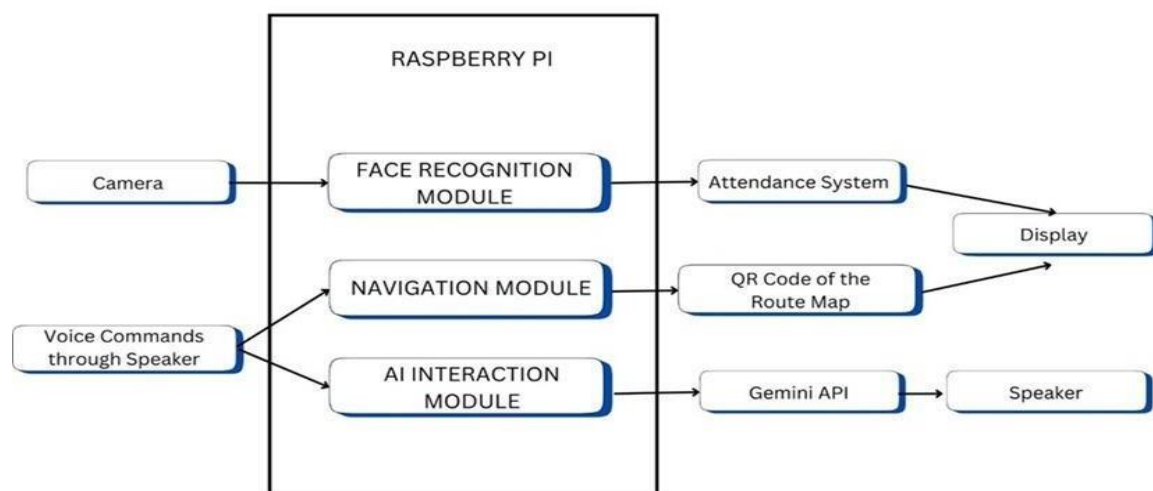 RASPBERRY PI
Camera
FACE RECOGNITION
MODULE
Attendance System
Display
NAVIGATION MODULE
QR Code of the
Route Map
Voice Commands
through Speaker
AI INTERACTION
MODULE
Gemini API
Speaker